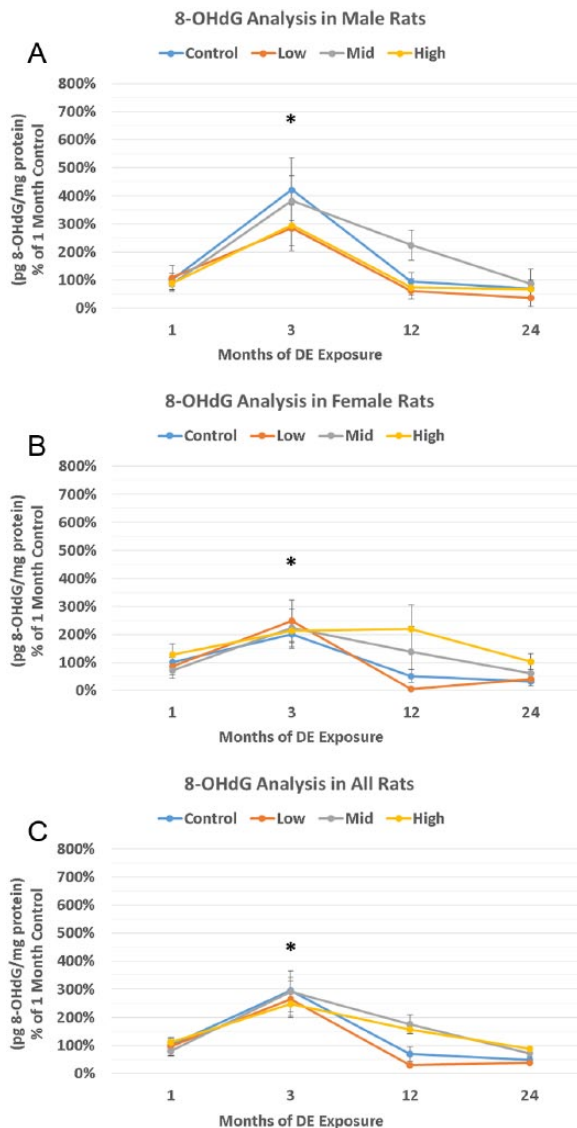 8-OHdG Analysis in Male Rats
A
Control Low Mid High
(pg 8-OHdG/mg protein)
% of 1 Month Control
800%
700%
600%
500%
400%
300%
200%
100%
0%
*
1 3 12 24
Months of DE Exposure
8-OHdG Analysis in Female Rats
B
Control Low Mid High
(pg 8-OHdG/mg protein)
% of 1 Month Control
800%
700%
600%
500%
400%
300%
200%
100%
0%
*
1 3 12 24
Months of DE Exposure
8-OHdG Analysis in All Rats
C
Control Low Mid High
(pg 8-OHdG/mg protein)
% of 1 Month Control
800%
700%
600%
500%
400%
300%
200%
100%
0%
*
1 3 12 24
Months of DE Exposure